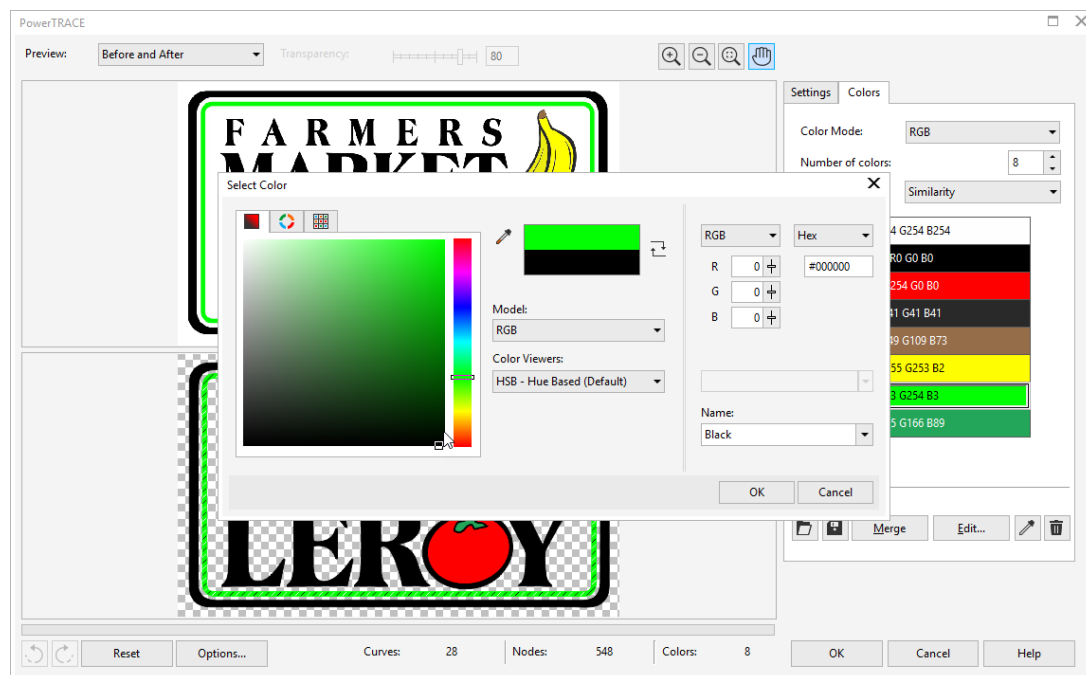 PowerTRACE
Preview:
Before and After
Transparency:
80
Settings
Colors
FARMERS
MARKET
Color Mode:
RGB
Number of colors:
8
Similarity
Select Color
4 G254 B254
R0 G0 B0
254 G0 B0
41 G41 B41
49 G109 B73
55 G253 B2
3 G254 B3
5 G166 B89
RGB
Hex
R
0
#000000
G
0
B
0
Model:
RGB
Color Viewers:
HSB - Hue Based (Default)
Name:
Black
OK
Cancel
LEROY
Merge
Edit...
Reset
Options...
Curves:
28
Nodes:
548
Colors:
8
OK
Cancel
Help